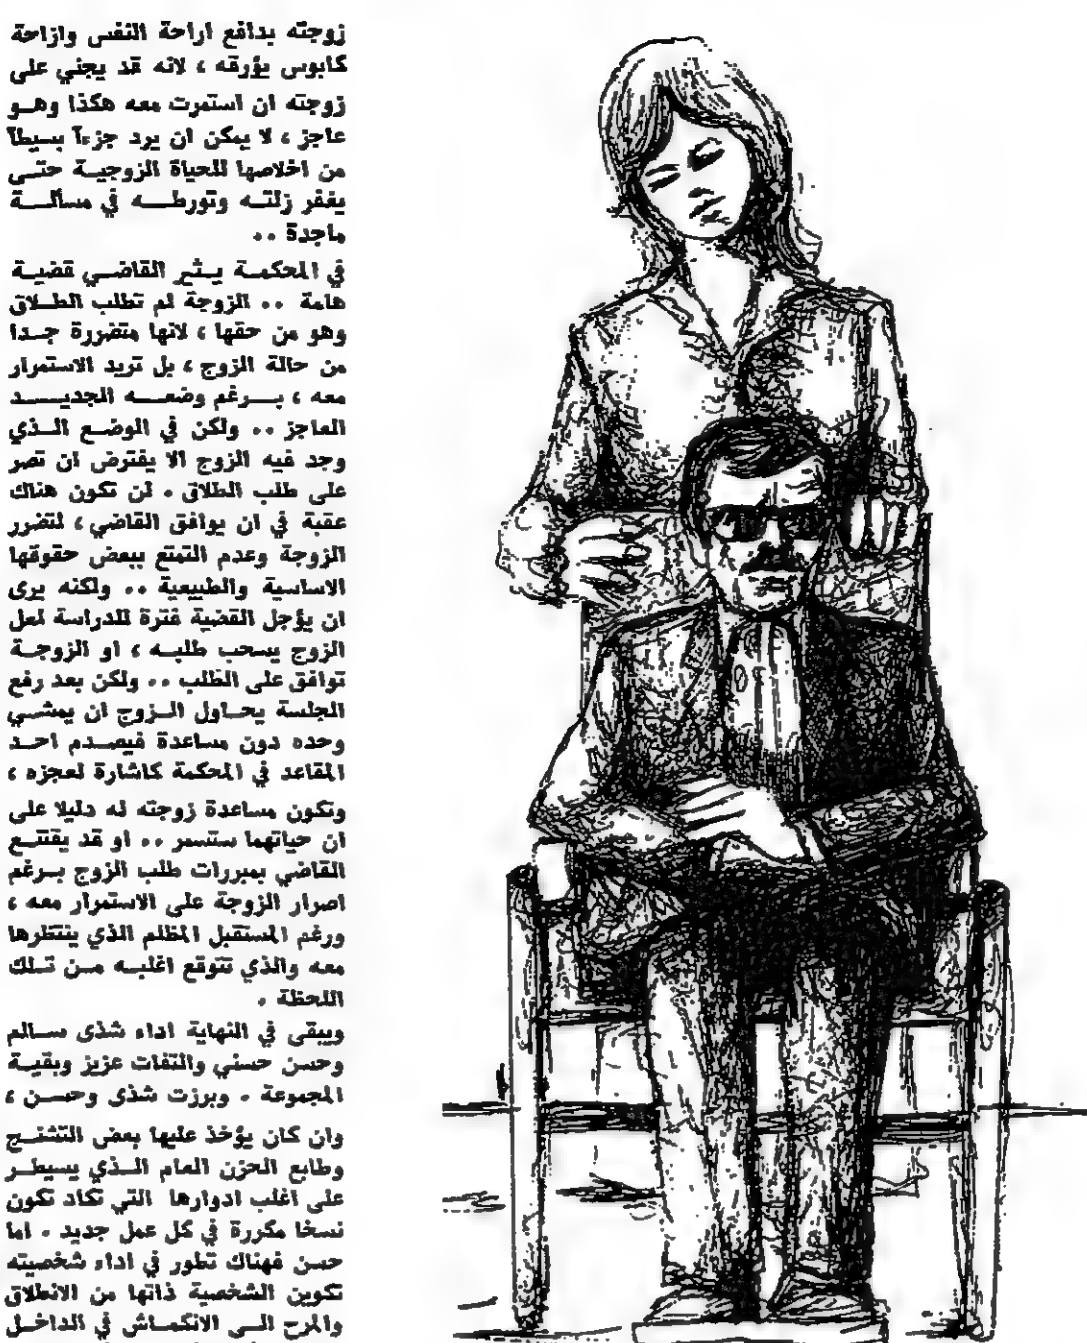 زوجته بدافع اراحة النفس وازاحة
كابوس يؤرقه ، لانه قد يجني على
زوجته ان استمرت معه هكذا وهو
عاجز ، لا يمكن ان يرد جزءآ بسيطآ
من اخلاصها للحياة الزوجية حتى
يغفر زلته وتورطه في مسألة
ماجدة ..
في المحكمة يثير القاضي قضية
هامة .. الزوجة لم تطلب الطلاق
وهو من حقها ، لانها متضررة جدا
من حالة الزوج ، بل تريد الاستمرار
معه ، برغم وضعه الجديد
العاجز .. ولكن في الوضع الذي
وجد فيه الزوج الا يفترض ان تصر
على طلب الطلاق . لن تكون هناك
عقبة في ان يوافق القاضي ، لتضرر
الزوجة وعدم التمتع ببعض حقوقها
الاساسية والطبيعية .. ولكنه يرى
ان يؤجل القضية فترة للدراسة لعل
الزوج يسحب طلبه ، او الزوجة
توافق على الطلب .. ولكن بعد رفع
الجلسة يحاول الزوج ان يمشي
وحده دون مساعدة فيصدم احد
المقاعد في المحكمة كاشارة لعجزه ،
وتكون مساعدة زوجته له دليلا على
ان حياتهما ستسمر .. او قد يقتنع
القاضي بمبررات طلب الزوج برغم
اصرار الزوجة على الاستمرار معه ،
ورغم المستقبل المظلم الذي ينتظرها
معه والذي تتوقع اغلبه من تلك
اللحظة .
ويبقى في النهاية اداء شذى سالم
وحسن حسني والتفات عزيز وبقية
المجموعة . وبرزت شذى وحسن ،
وان كان يؤخذ عليها بعض التشنج
وطابع الحزن العام الذي يسيطر
على اغلب ادوارها التي تكاد تكون
نسخا مكررة في كل عمل جديد . اما
حسن فهناك تطور في اداء شخصيته
تكوين الشخصية ذاتها من الانطلاق
والمرح الى الانكماش في الداخل